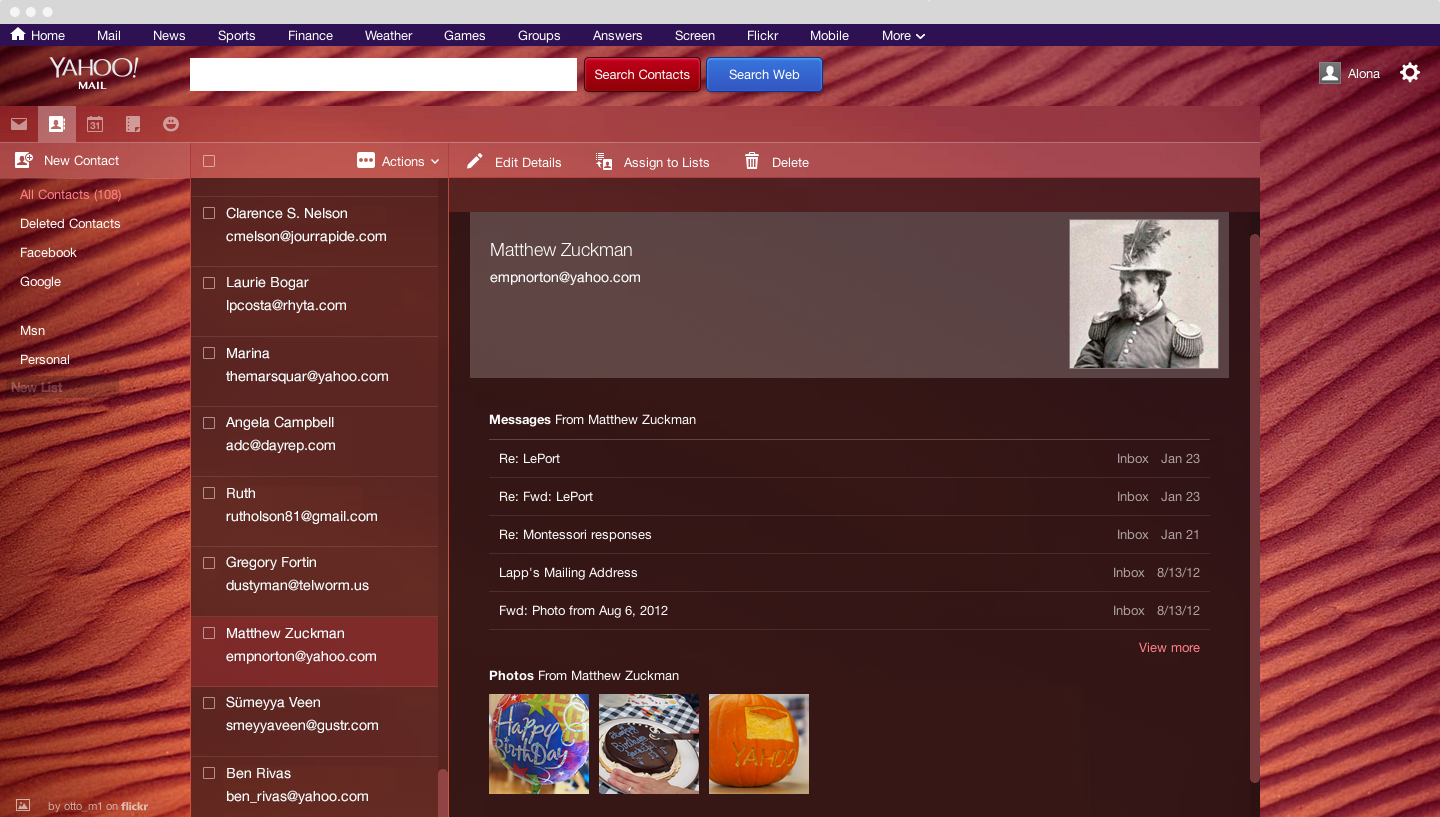 Home Mail News Sports Finance Weather Games Groups Answers Screen Flickr Mobile More
YAHOO!
MAIL
Search Contacts Search Web
Alona
31
New Contact
Actions
Edit Details Assign to Lists Delete
All Contacts (108)
Deleted Contacts
Facebook
Google
Msn
Personal
New List
by otto_m1 on flickr
Clarence S. Nelson
cmelson@jourrapide.com
Laurie Bogar
lpcosta@rhyta.com
Marina
themarsquar@yahoo.com
Angela Campbell
adc@dayrep.com
Ruth
rutholson81@gmail.com
Gregory Fortin
dustyman@telworm.us
Matthew Zuckman
empnorton@yahoo.com
Sümeyya Veen
smeyyaveen@gustr.com
Ben Rivas
ben_rivas@yahoo.com
Matthew Zuckman
empnorton@yahoo.com
Messages From Matthew Zuckman
Re: LePort Inbox Jan 23
Re: Fwd: LePort Inbox Jan 23
Re: Montessori responses Inbox Jan 21
Lapp's Mailing Address Inbox 8/13/12
Fwd: Photo from Aug 6, 2012 Inbox 8/13/12
View more
Photos From Matthew Zuckman
Happy
BirthDay
Happy
Birthday
YAHOO